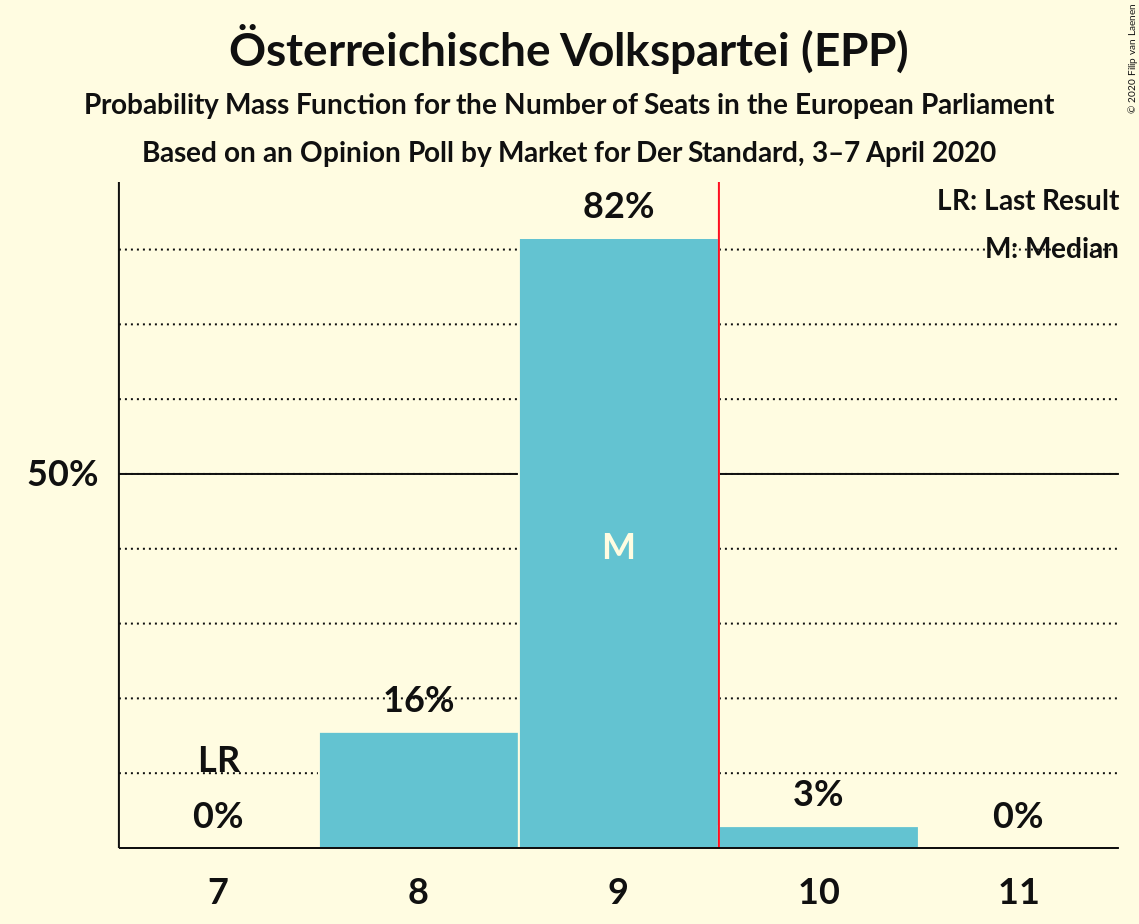 Österreichische Volkspartei (EPP)
Probability Mass Function for the Number of Seats in the European Parliament
Based on an Opinion Poll by Market for Der Standard, 3–7 April 2020
© 2020 Filip van Laenen
LR: Last Result
M: Median
82%
50%
M
16%
LR
3%
0%
0%
7
8
9
10
11